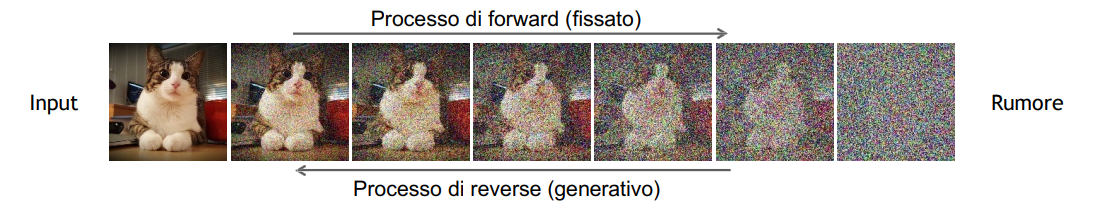 Processo di forward (fissato)
Input
Rumore
Processo di reverse (generativo)